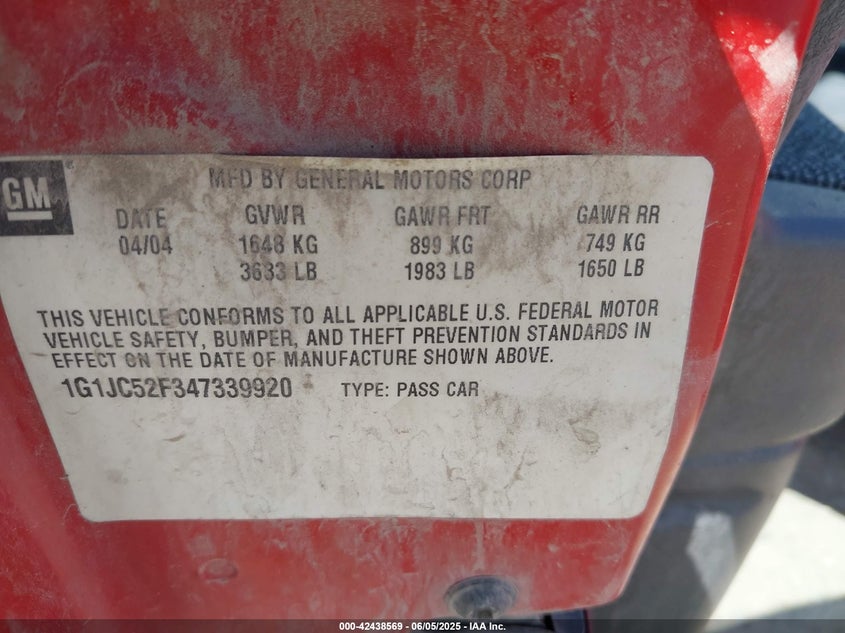 GM
MFD BY GENERAL MOTORS CORP
DATE GVWR GAWR FRT GAWR RR
04/04 1648 KG 899 KG 749 KG
3633 LB 1983 LB 1650 LB
THIS VEHICLE CONFORMS TO ALL APPLICABLE U.S. FEDERAL MOTOR
VEHICLE SAFETY, BUMPER, AND THEFT PREVENTION STANDARDS IN
EFFECT ON THE DATE OF MANUFACTURE SHOWN ABOVE.
1G1JC52F347339920 TYPE: PASS CAR
000-42438569 | 06/05/2025 | IAA Inc.